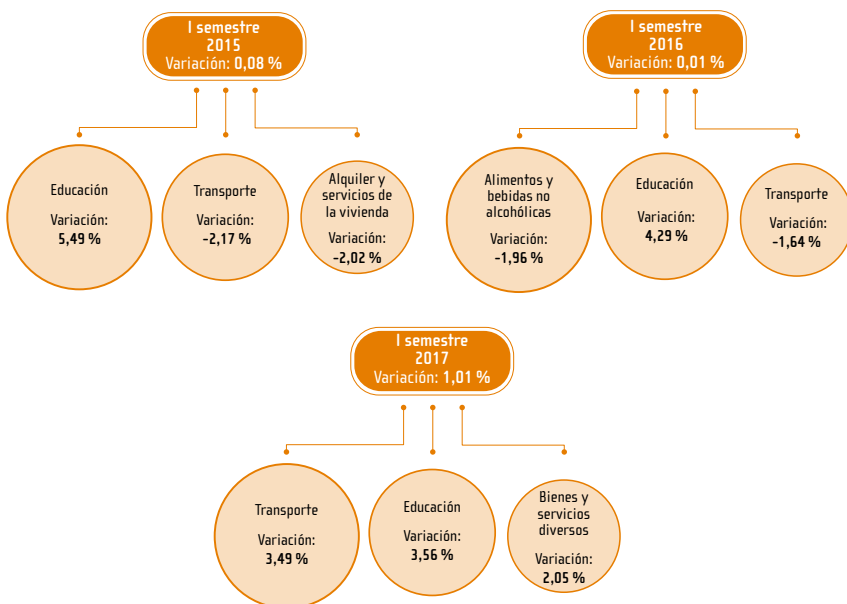 I semestre
2015
Variación: 0,08 %
Educación
Variación:
5,49 %
Transporte
Variación:
-2,17 %
Alquiler y
servicios de
la vivienda
Variación:
-2,02 %
I semestre
2016
Variación: 0,01 %
Alimentos y
bebidas no
alcohólicas
Variación:
-1,96 %
Educación
Variación:
4,29 %
Transporte
Variación:
-1,64 %
I semestre
2017
Variación: 1,01 %
Transporte
Variación:
3,49 %
Educación
Variación:
3,56 %
Bienes y
servicios
diversos
Variación:
2,05 %